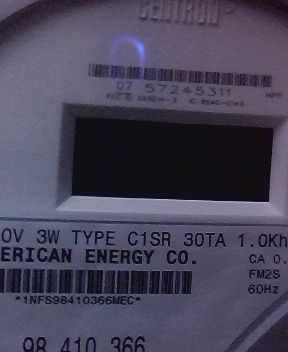 CENTRON®
07 57245311
0V 3W TYPE C1SR 30TA 1.0Kh
ERICAN ENERGY CO.
CA 0.
FM2S
*1NFS98410366MEC*
60Hz
98 410 366